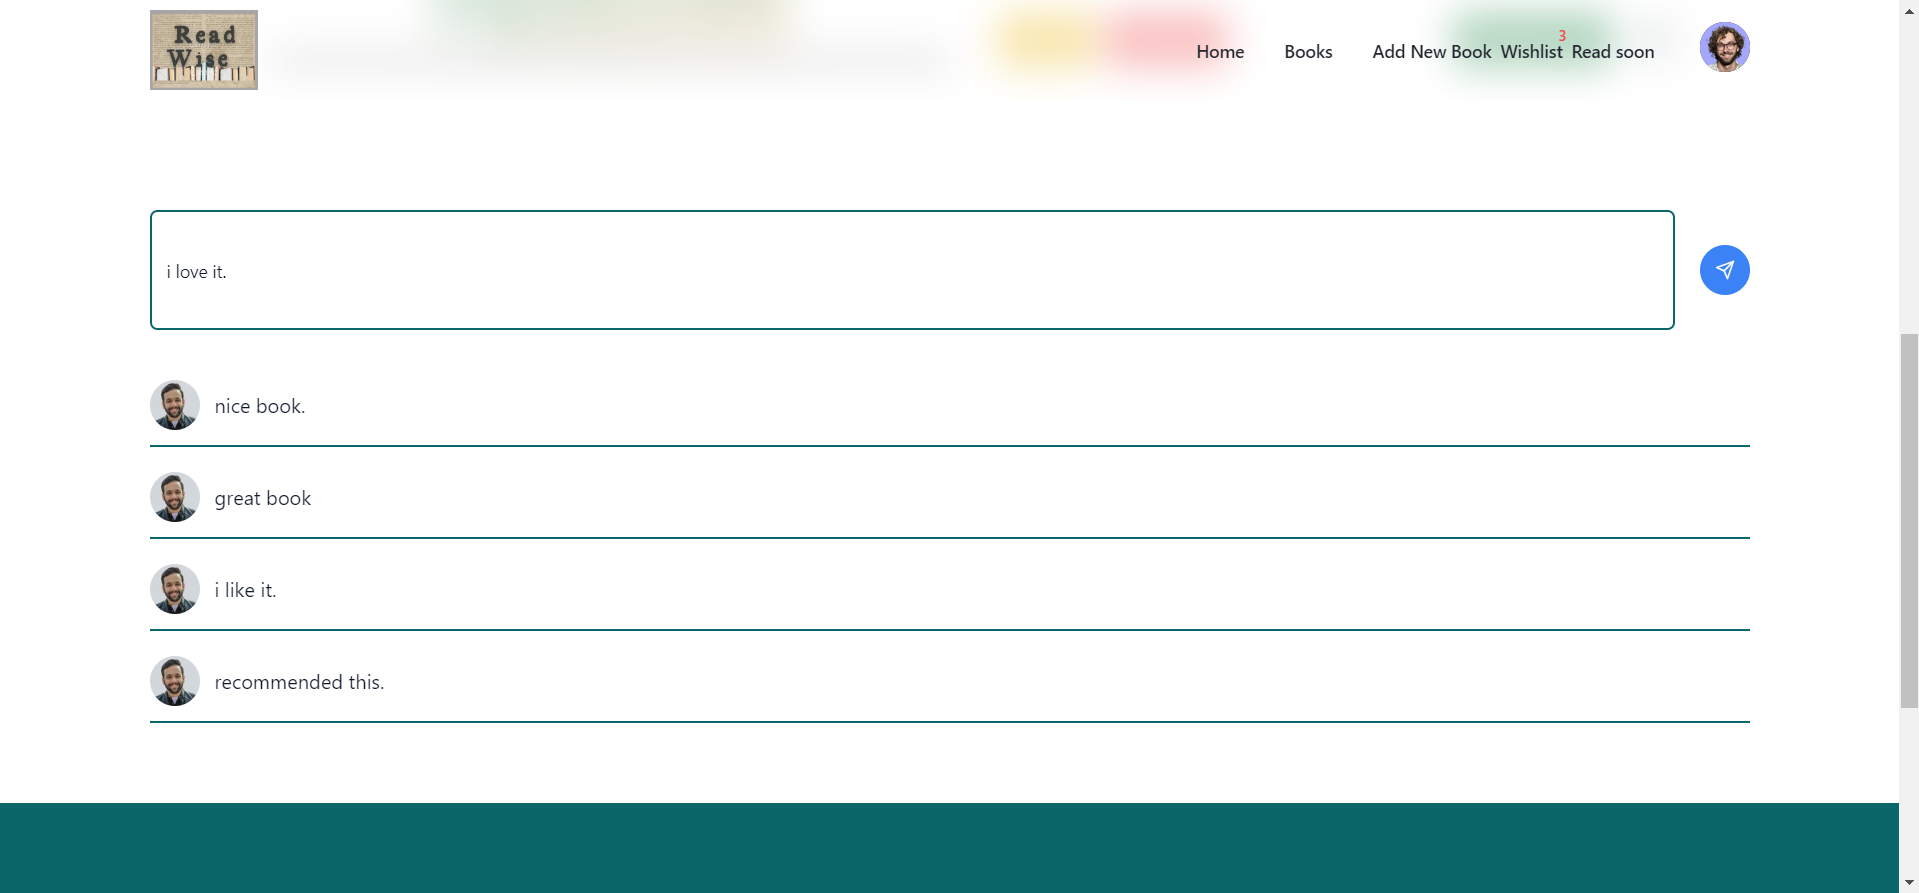 Read
Wise
Home Books Add New Book Wishlist 3 Read soon
i love it.
nice book.
great book
i like it.
recommended this.